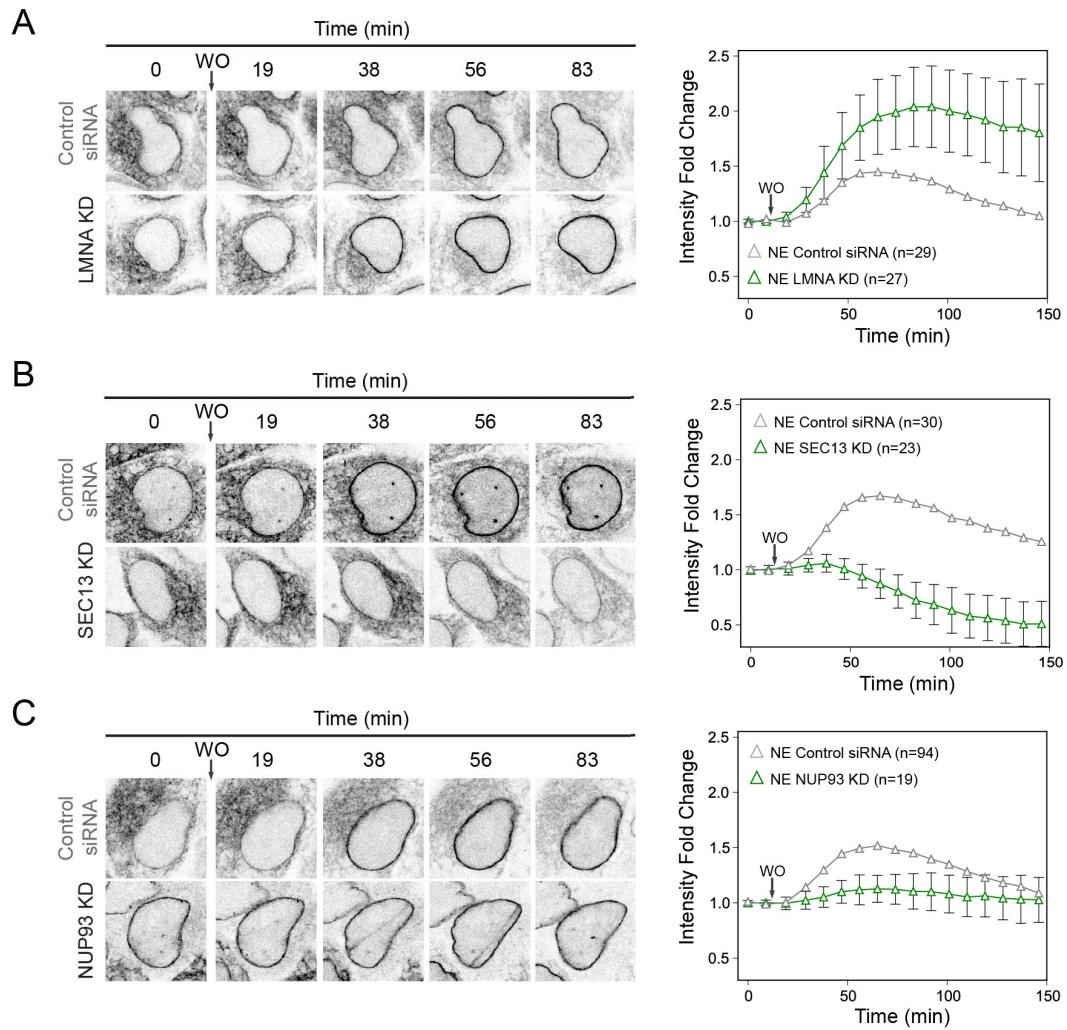 A
Time (min)
WO
0 19 38 56 83
Control
siRNA
LMNA KD
2.5
2.0
1.5
1.0
0.5
Intensity Fold Change
WO
NE Control siRNA (n=29)
NE LMNA KD (n=27)
0 50 100 150
Time (min)
B
Time (min)
WO
0 19 38 56 83
Control
siRNA
SEC13 KD
2.5
2.0
1.5
1.0
0.5
Intensity Fold Change
NE Control siRNA (n=30)
NE SEC13 KD (n=23)
WO
0 50 100 150
Time (min)
C
Time (min)
WO
0 19 38 56 83
Control
siRNA
NUP93 KD
2.5
2.0
1.5
1.0
0.5
Intensity Fold Change
NE Control siRNA (n=94)
NE NUP93 KD (n=19)
WO
0 50 100 150
Time (min)